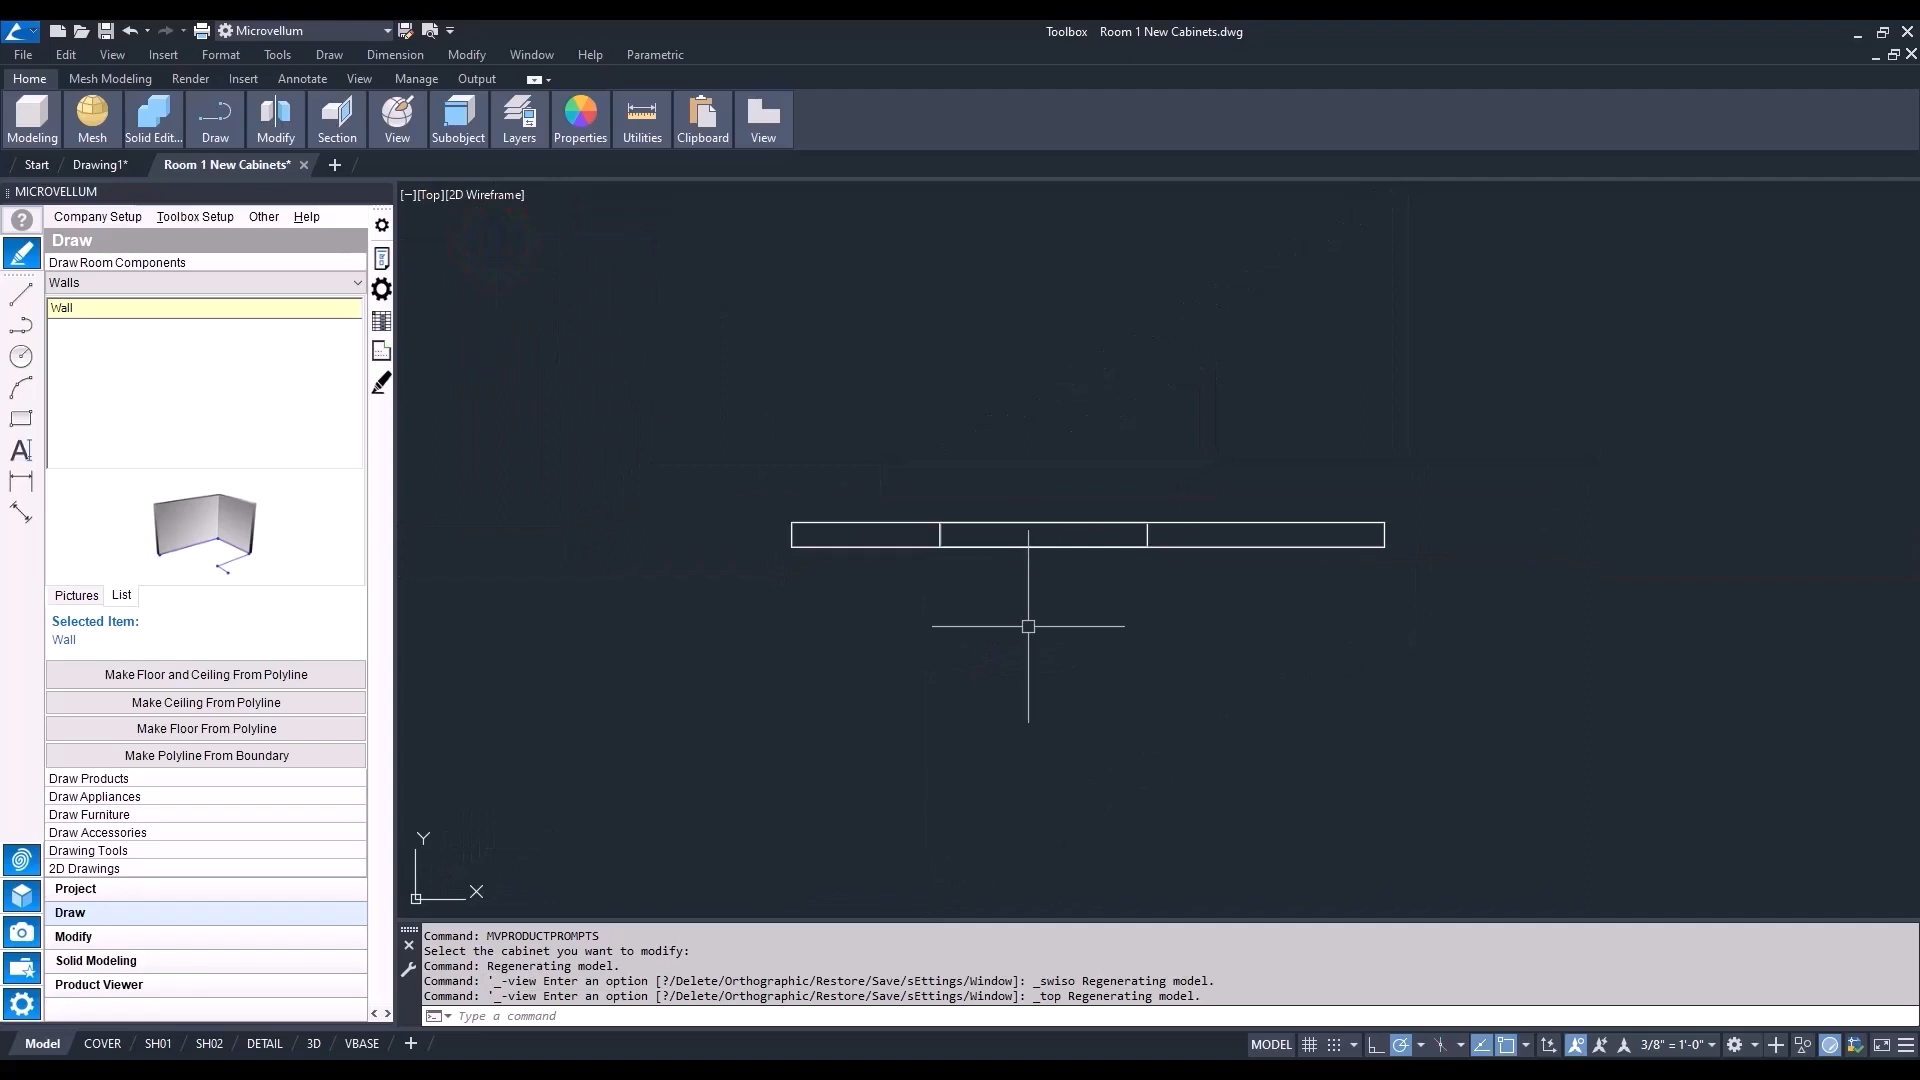 Microvellum
Toolbox Room 1 New Cabinets.dwg
File Edit View Insert Format Tools Draw Dimension Modify Window Help Parametric
Home Mesh Modeling Render Insert Annotate View Manage Output
Modeling Mesh Solid Edit... Draw Modify Section View Subobject Layers Properties Utilities Clipboard View
Start Drawing1* Room 1 New Cabinets*
MICROVELLUM
[−][Top][2D Wireframe]
Company Setup Toolbox Setup Other Help
Draw
Draw Room Components
Walls
Wall
Pictures List
Selected Item:
Wall
Make Floor and Ceiling From Polyline
Make Ceiling From Polyline
Make Floor From Polyline
Make Polyline From Boundary
Draw Products
Draw Appliances
Draw Furniture
Draw Accessories
Drawing Tools
2D Drawings
Project
Draw
Modify
Solid Modeling
Product Viewer
A
Y
X
Command: MVPRODUCTPROMPTS
Select the cabinet you want to modify:
Command: Regenerating model.
Command: '_-view Enter an option [?/Delete/Orthographic/Restore/Save/sEttings/Window]: _swiso Regenerating model.
Command: '_-view Enter an option [?/Delete/Orthographic/Restore/Save/sEttings/Window]: _top Regenerating model.
Type a command
Model COVER SH01 SH02 DETAIL 3D VBASE
MODEL 3/8" = 1'-0"